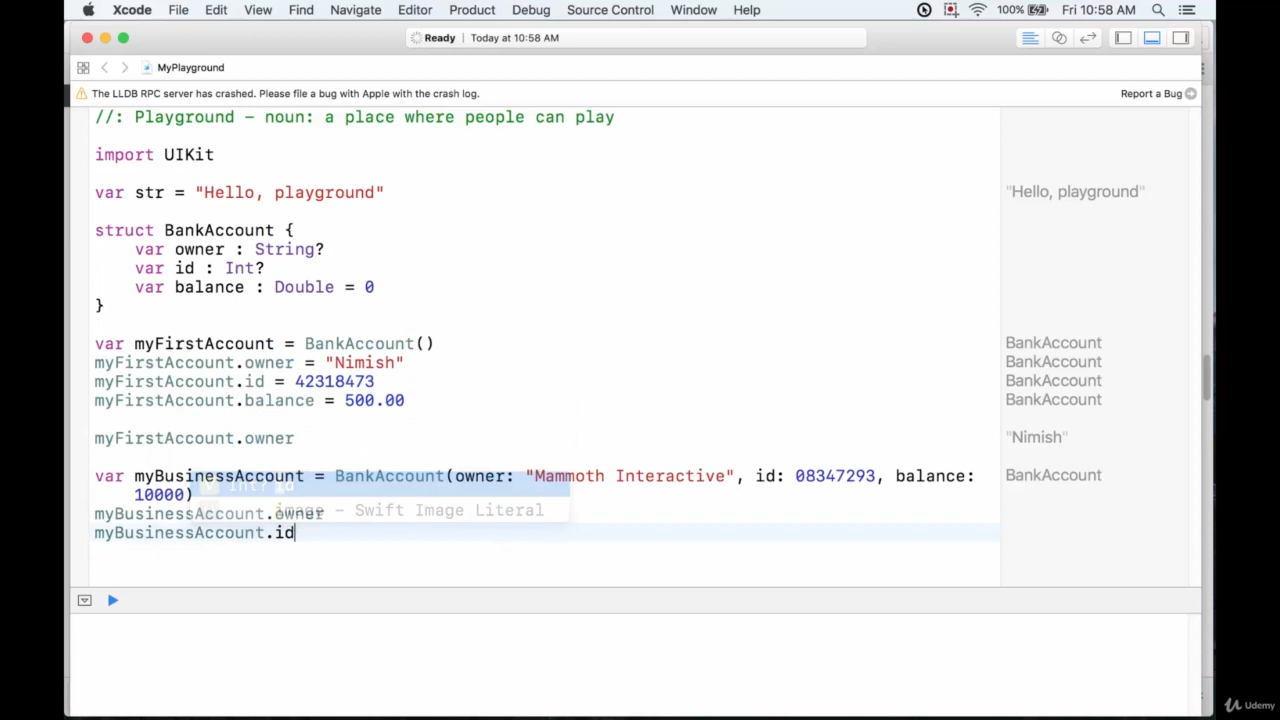 Xcode File Edit View Find Navigate Editor Product Debug Source Control Window Help 100% Fri 10:58 AM
Ready | Today at 10:58 AM
MyPlayground
The LLDB RPC server has crashed. Please file a bug with Apple with the crash log. Report a Bug
//: Playground - noun: a place where people can play
import UIKit
var str = "Hello, playground" "Hello, playground"
struct BankAccount {
var owner : String?
var id : Int?
var balance : Double = 0
}
var myFirstAccount = BankAccount() BankAccount
myFirstAccount.owner = "Nimish" BankAccount
myFirstAccount.id = 42318473 BankAccount
myFirstAccount.balance = 500.00 BankAccount
myFirstAccount.owner "Nimish"
var myBusinessAccount = BankAccount(owner: "Mammoth Interactive", id: 08347293, balance: BankAccount
10000)
Int? id
myBusinessAccount.owner
image - Swift Image Literal
myBusinessAccount.id
Udemy